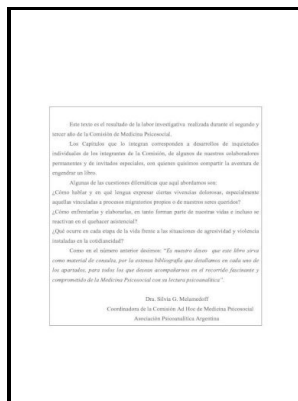 Este texto es el resultado de la labor investigativa realizada durante el segundo y
tercer año de la Comisión de Medicina Psicosocial.
Los Capítulos que lo integran corresponden a desarrollos de inquietudes
individuales de los integrantes de la Comisión, de algunos de nuestros colaboradores
permanentes y de invitados especiales, con quienes quisimos compartir la aventura de
engendrar un libro.
Algunas de las cuestiones dilemáticas que aquí abordamos son:
¿Cómo hablar y en qué lengua expresar ciertas vivencias dolorosas, especialmente
aquellas vinculadas a procesos migratorios propios o de nuestros seres queridos?
¿Cómo enfrentarlas y elaborarlas, en tanto forman parte de nuestras vidas e incluso se
reactivan en el quehacer asistencial?
¿Qué ocurre en cada etapa de la vida frente a las situaciones de agresividad y violencia
instaladas en la cotidianeidad?
Como en el número anterior decimos: "Es nuestro deseo que este libro sirva
como material de consulta, por la extensa bibliografía que detallamos en cada uno de
los apartados, para todos los que deseen acompañarnos en el recorrido fascinante y
comprometido de la Medicina Psicosocial con su lectura psicoanalítica".
Dra. Silvia G. Melamedoff
Coordinadora de la Comisión Ad Hoc de Medicina Psicosocial
Asociación Psicoanalítica Argentina